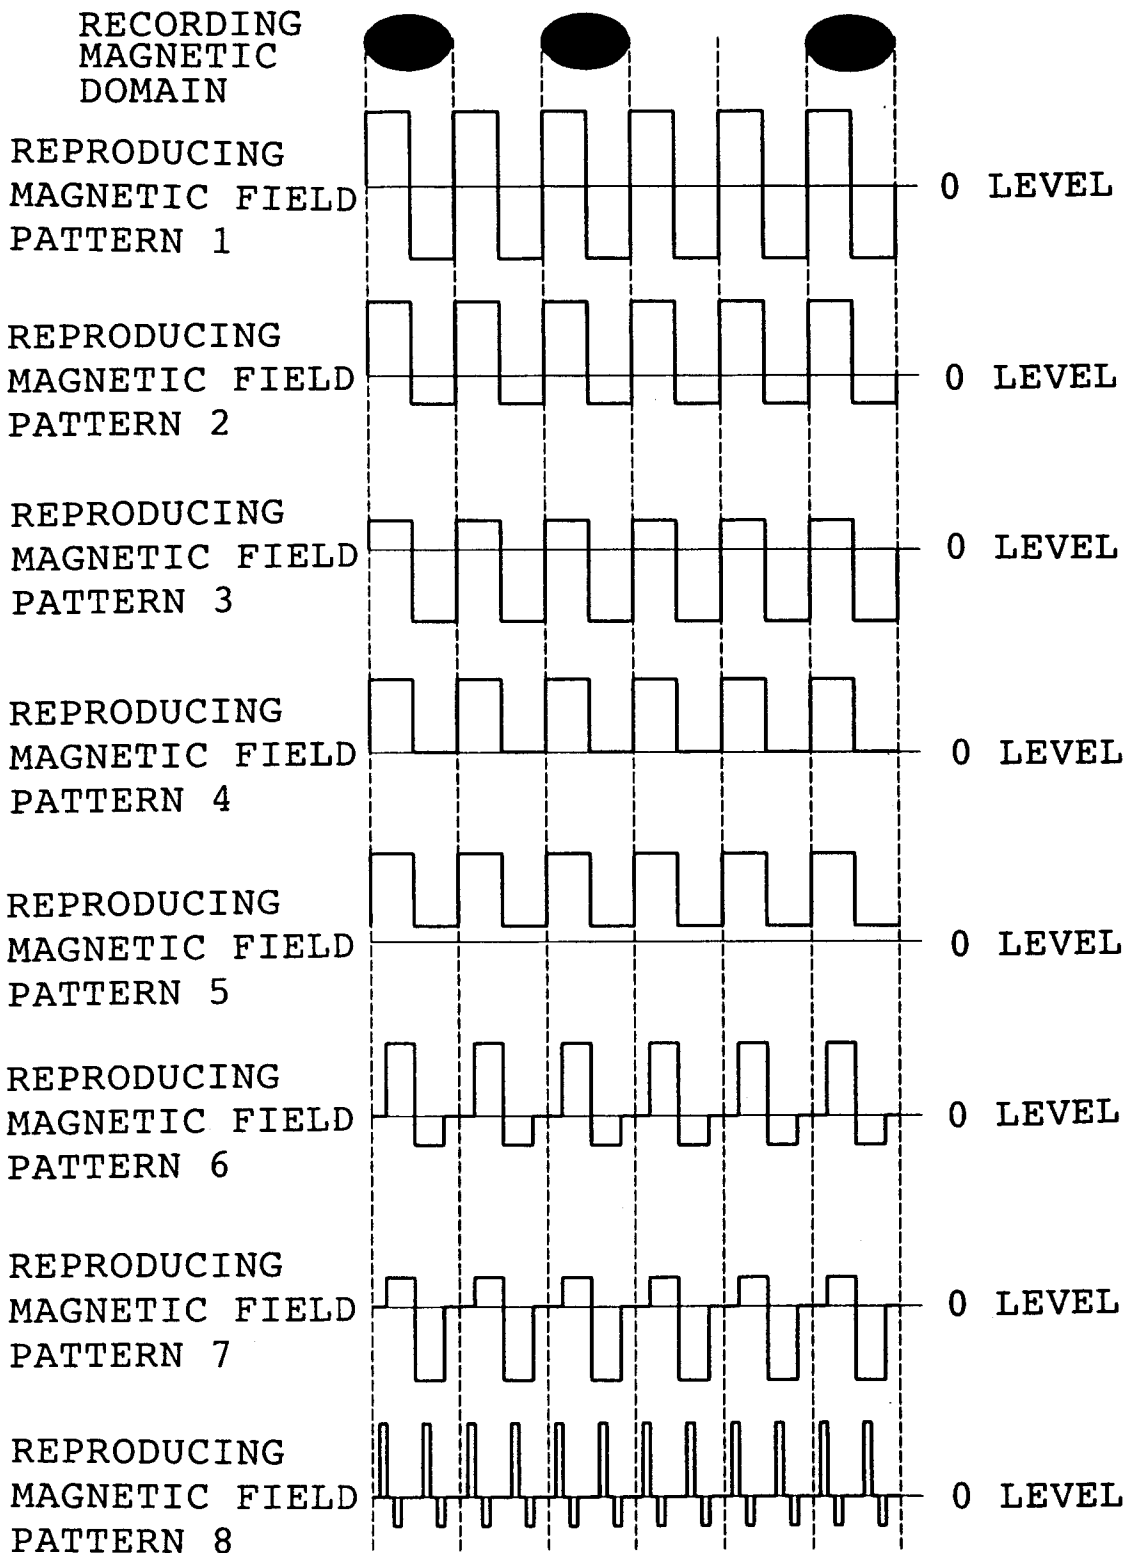 RECORDING
MAGNETIC
DOMAIN
REPRODUCING
MAGNETIC FIELD
PATTERN 1
0 LEVEL
REPRODUCING
MAGNETIC FIELD
PATTERN 2
0 LEVEL
REPRODUCING
MAGNETIC FIELD
PATTERN 3
0 LEVEL
REPRODUCING
MAGNETIC FIELD
PATTERN 4
0 LEVEL
REPRODUCING
MAGNETIC FIELD
PATTERN 5
0 LEVEL
REPRODUCING
MAGNETIC FIELD
PATTERN 6
0 LEVEL
REPRODUCING
MAGNETIC FIELD
PATTERN 7
0 LEVEL
REPRODUCING
MAGNETIC FIELD
PATTERN 8
0 LEVEL